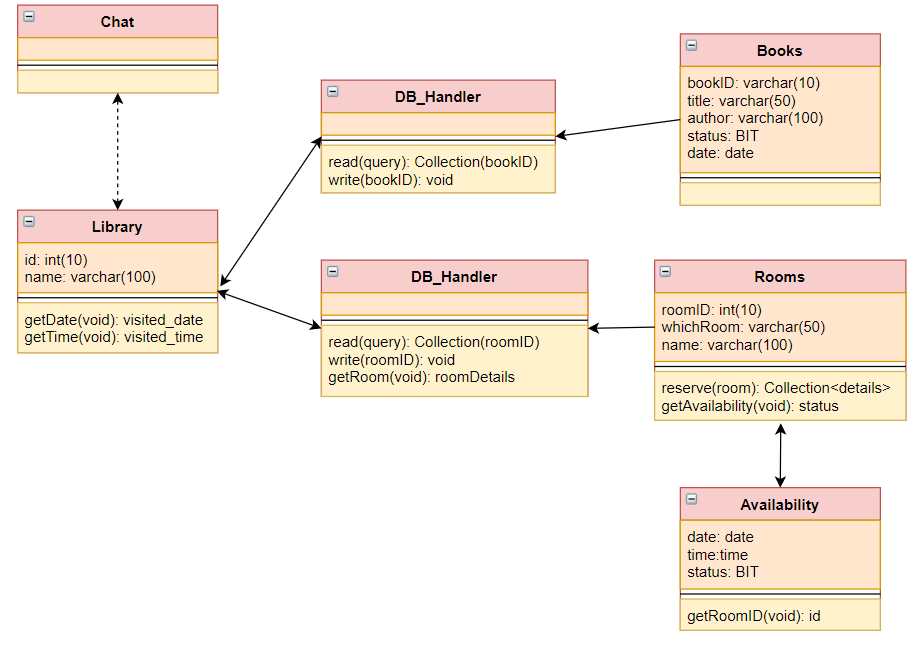 Chat
Library
id: int(10)
name: varchar(100)
getDate(void): visited_date
getTime(void): visited_time
DB_Handler
read(query): Collection(bookID)
write(bookID): void
DB_Handler
read(query): Collection(roomID)
write(roomID): void
getRoom(void): roomDetails
Books
bookID: varchar(10)
title: varchar(50)
author: varchar(100)
status: BIT
date: date
Rooms
roomID: int(10)
whichRoom: varchar(50)
name: varchar(100)
reserve(room): Collection<details>
getAvailability(void): status
Availability
date: date
time:time
status: BIT
getRoomID(void): id